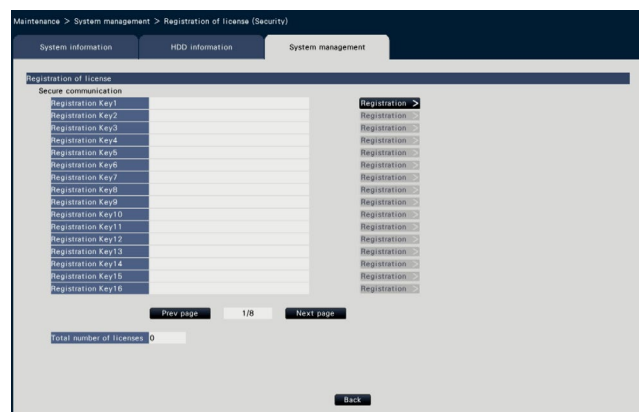 Maintenance > System management > Registration of license (Security)
System information HDD information System management
Registration of license
Secure communication
Registration Key1 Registration >
Registration Key2 Registration >
Registration Key3 Registration >
Registration Key4 Registration >
Registration Key5 Registration >
Registration Key6 Registration >
Registration Key7 Registration >
Registration Key8 Registration >
Registration Key9 Registration >
Registration Key10 Registration >
Registration Key11 Registration >
Registration Key12 Registration >
Registration Key13 Registration >
Registration Key14 Registration >
Registration Key15 Registration >
Registration Key16 Registration >
Prev page 1/8 Next page
Total number of licenses 0
Back